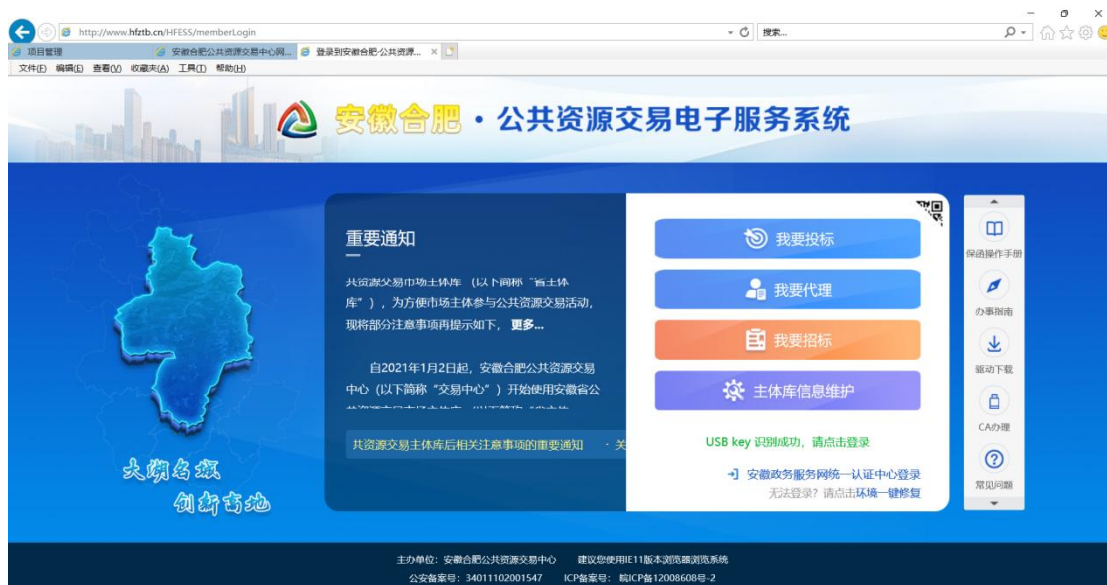 http://www.hfztb.cn/HFESS/memberLogin
搜索...
项目管理
安徽合肥公共资源交易中心网...
登录到安徽合肥·公共资源...
文件(F) 编辑(E) 查看(V) 收藏夹(A) 工具(T) 帮助(H)
安徽合肥·公共资源交易电子服务系统
重要通知
共资源交易市场主体库（以下简称“省主体
库”），为方便市场主体参与公共资源交易活动，
现将部分注意事项再提示如下，更多...
自2021年1月2日起，安徽合肥公共资源交易
中心（以下简称“交易中心”）开始使用安徽省公
共资源交易主体库后相关注意事项的重要通知 ·关
我要投标
我要代理
我要招标
主体库信息维护
USB key 识别成功，请点击登录
安徽政务服务网统一认证中心登录
无法登录？请点击环境一键修复
保函操作手册
办事指南
驱动下载
CA办理
常见问题
大湖名城
创新高地
主办单位：安徽合肥公共资源交易中心 建议您使用IE11版本浏览器浏览系统
公安备案号：34011102001547 ICP备案号：皖ICP备12008608号-2